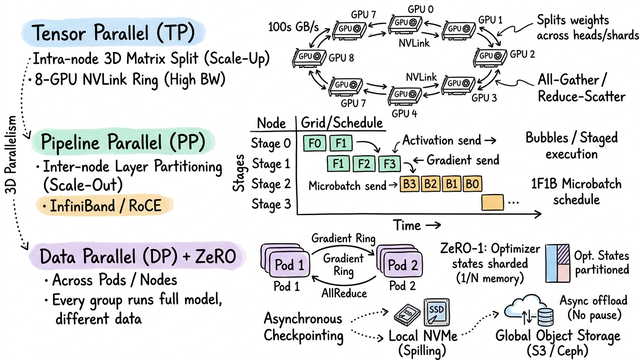 3D Parallelism
Tensor Parallel (TP)
Intra-node 3D Matrix Split (Scale-Up)
• 8-GPU NVLink Ring (High BW)
100s GB/s
GPU 7
GPU 0
GPU 1
NVLink
GPU 8
GPU 2
NVLink
GPU 7
GPU 4
GPU 3
Splits weights
across heads/shards
All-Gather /
Reduce-Scatter
Pipeline Parallel (PP)
• Inter-node Layer Partitioning
(Scale-Out)
• InfiniBand / RoCE
Node
Grid/Schedule
Stages
Stage 0
F0
F1
Activation send
Stage 1
F1
F2
F3
Gradient send
Stage 2
Microbatch send
B3
B2
B1
B0
Stage 3
...
Time
Bubbles / Staged
execution
1F1B Microbatch
schedule
Data Parallel (DP) + ZeRO
• Across Pods / Nodes
• Every group runs full model,
different data
Gradient Ring
Pod 1
Gradient
Ring
Pod 2
Pod 1
AllReduce
Pod 2
ZeRO-1: Optimizer
states sharded
(1/N memory)
Opt. States
partitioned
Asynchronous
Checkpointing
SSD
Local NVMe
(Spilling)
Async offload
(No pause)
Global Object Storage
(S3 / Ceph)